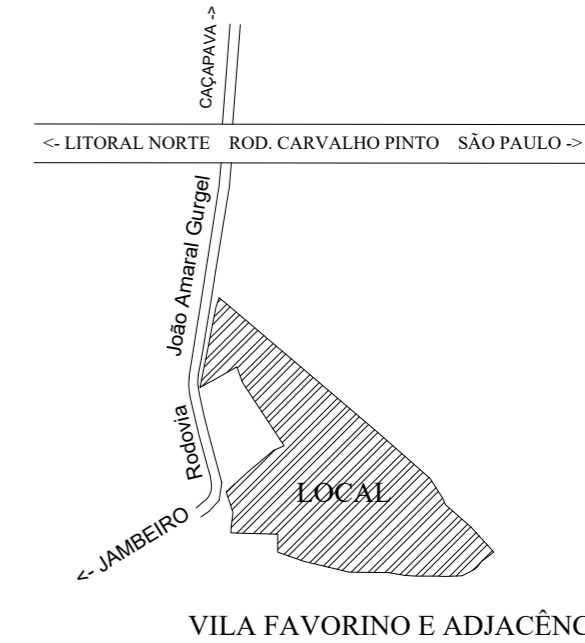 CAÇAPAVA ->
<- LITORAL NORTE ROD. CARVALHO PINTO SÃO PAULO ->
Rodovia João Amaral Gurgel
LOCAL
<- JAMBEIRO
VILA FAVORINO E ADJACÊNC